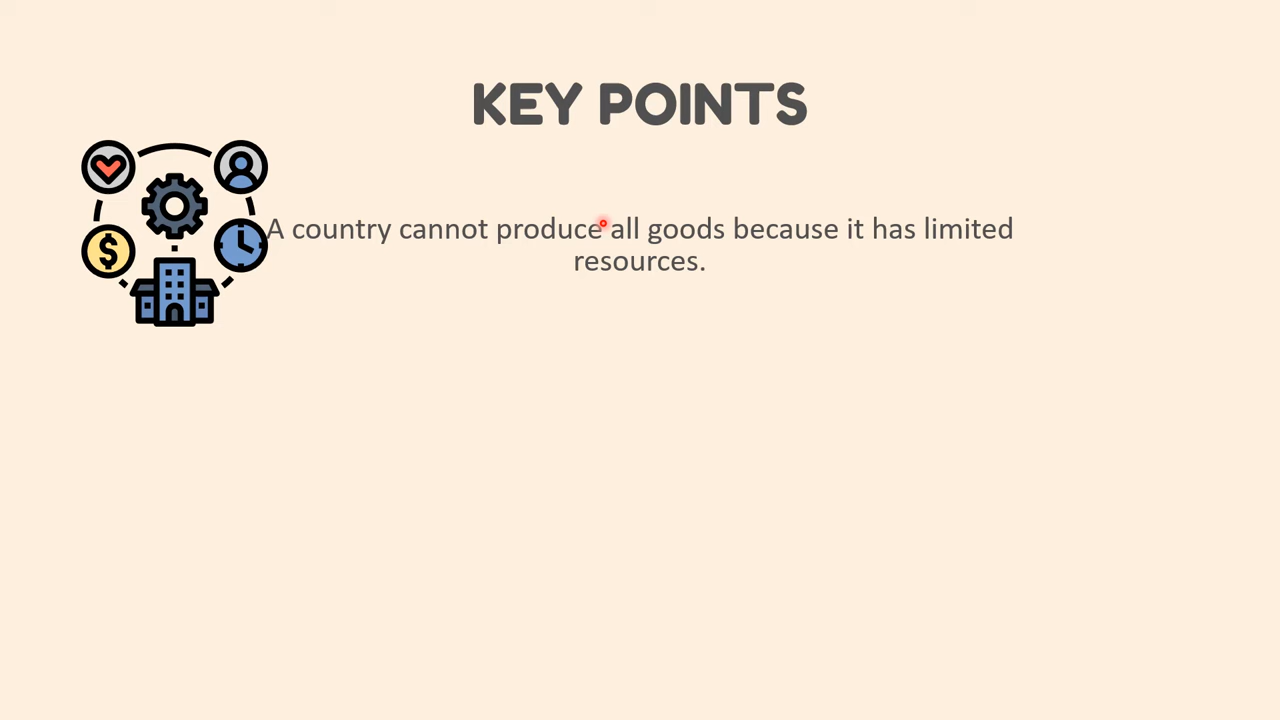 KEY POINTS
A country cannot produce all goods because it has limited
resources.